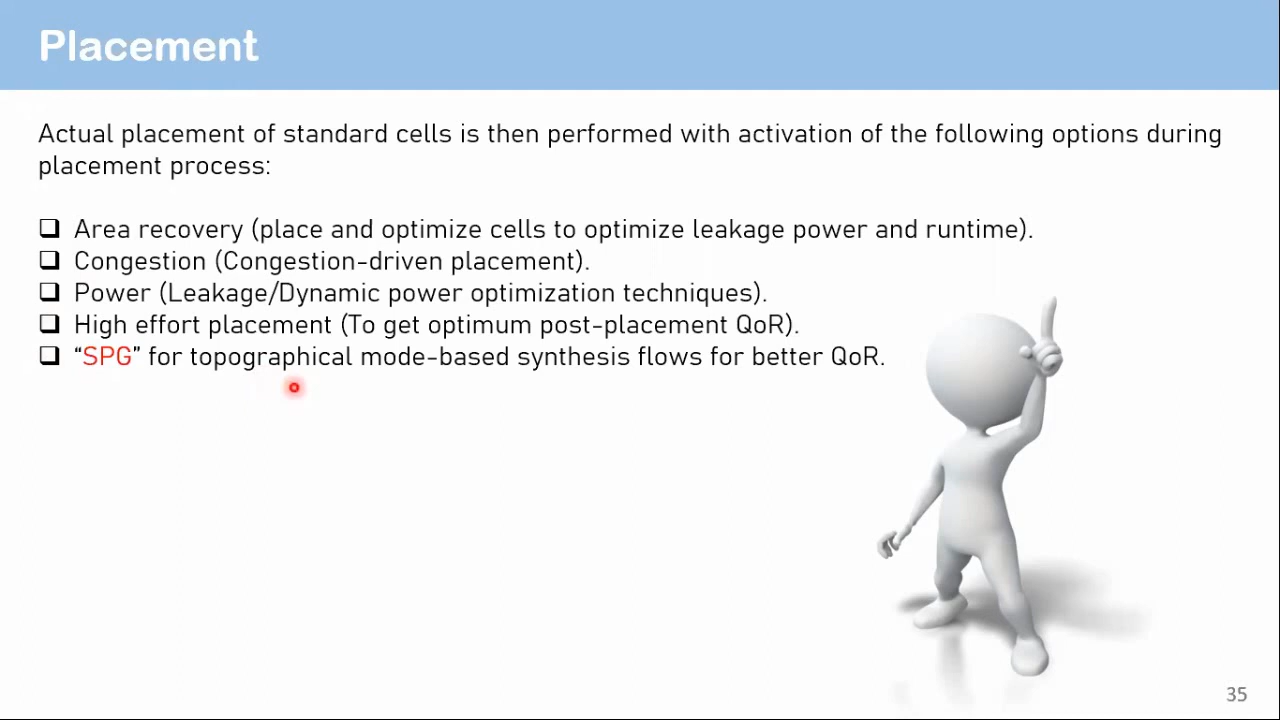 Placement
Actual placement of standard cells is then performed with activation of the following options during
placement process:
❑ Area recovery (place and optimize cells to optimize leakage power and runtime).
❑ Congestion (Congestion-driven placement).
❑ Power (Leakage/Dynamic power optimization techniques).
❑ High effort placement (To get optimum post-placement QoR).
❑ “SPG” for topographical mode-based synthesis flows for better QoR.
35